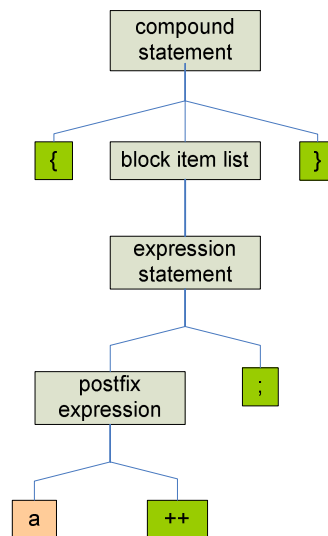 compound
statement
{
block item list
}
expression
statement
postfix
expression
;
a
++